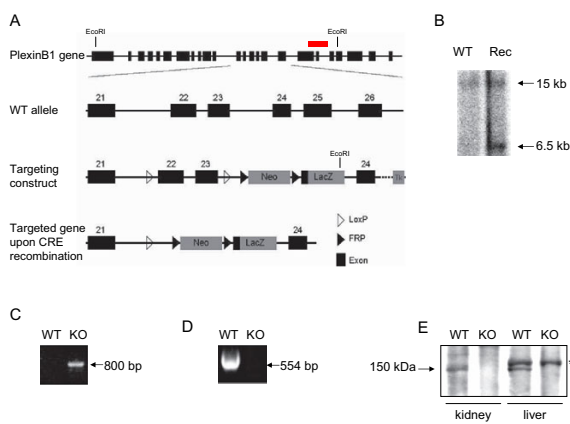 A
EcoRI EcoRI
PlexinB1 gene
21 22 23 24 25 26
WT allele
EcoRI
21 22 23 24
Targeting construct
Neo LacZ
21 24
Targeted gene upon CRE recombination
Neo LacZ
LoxP
FRP
Exon
B
WT Rec
15 kb
6.5 kb
C
WT KO
800 bp
D
WT KO
554 bp
E
WT KO WT KO
150 kDa
kidney liver